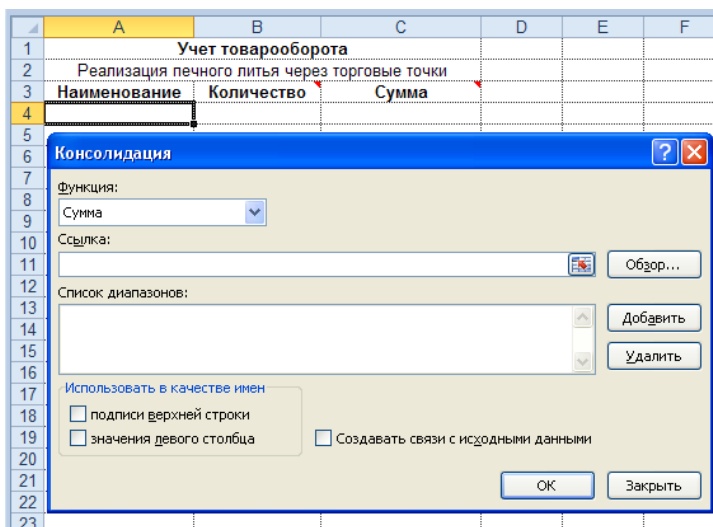 A B C D E F
1 Учет товарооборота
2 Реализация печного литья через торговые точки
3 Наименование Количество Сумма
4
5
6 Консолидация
7
8 Функция:
9 Сумма
10 Ссылка:
11 Обзор...
12
13 Список диапазонов:
14 Добавить
15 Удалить
16
17 Использовать в качестве имен
18 подписи верхней строки
19 значения левого столбца Создавать связи с исходными данными
20
21 ОК Закрыть
22
23